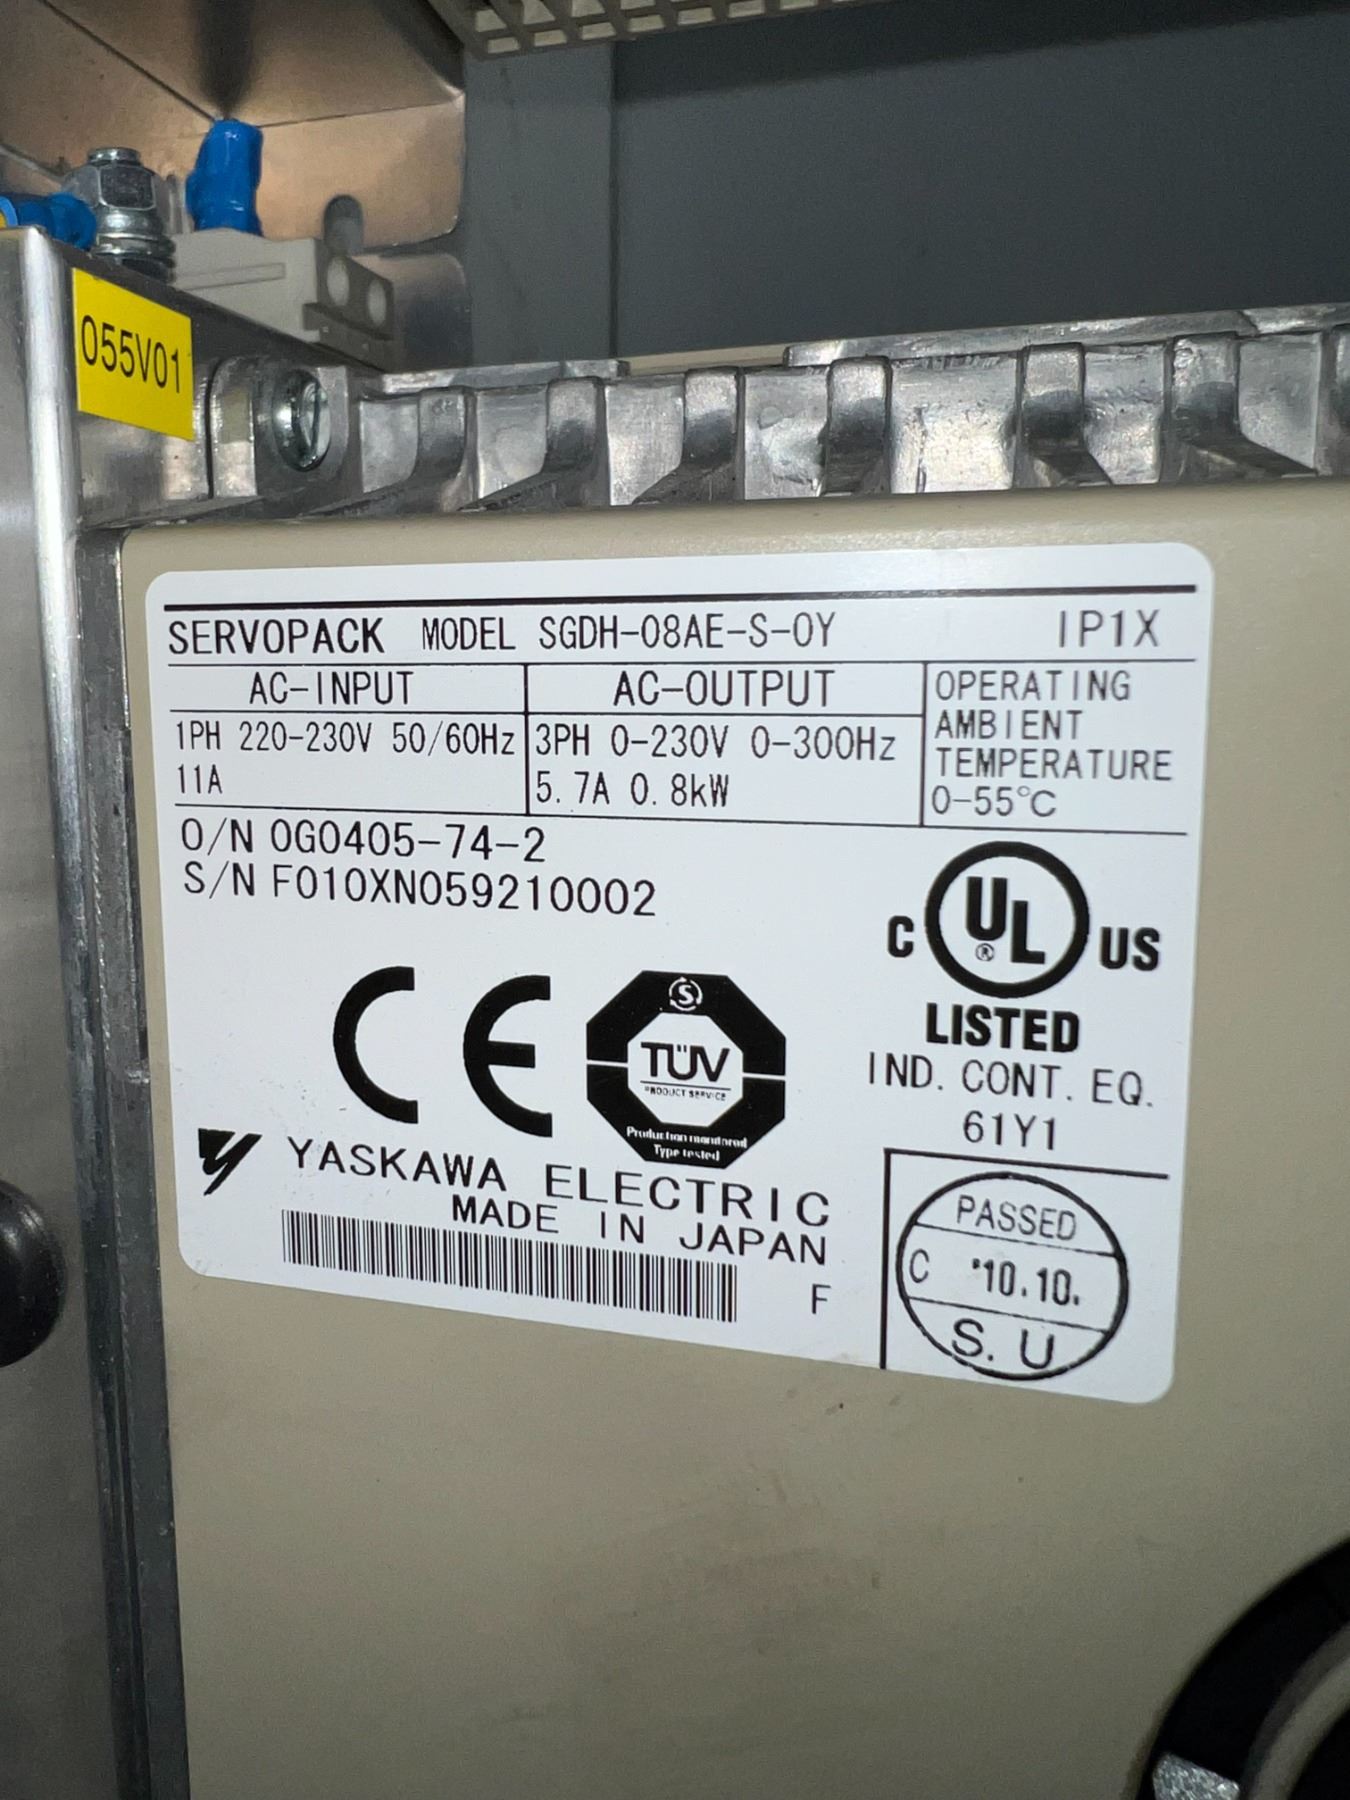 055V01
SERVOPACK MODEL SGDH-08AE-S-OY IP1X
AC-INPUT
1PH 220-230V 50/60Hz
11A
AC-OUTPUT
3PH 0-230V 0-300Hz
5.7A 0.8kW
OPERATING
AMBIENT
TEMPERATURE
0-55°C
O/N 0G0405-74-2
S/N F010XN059210002
C UL® US
LISTED
IND. CONT. EQ.
61Y1
CE
S
TÜV
PRODUCT SERVICE
Production monitored
Type tested
YASKAWA ELECTRIC
MADE IN JAPAN
F
PASSED
C '10.10.
S.U